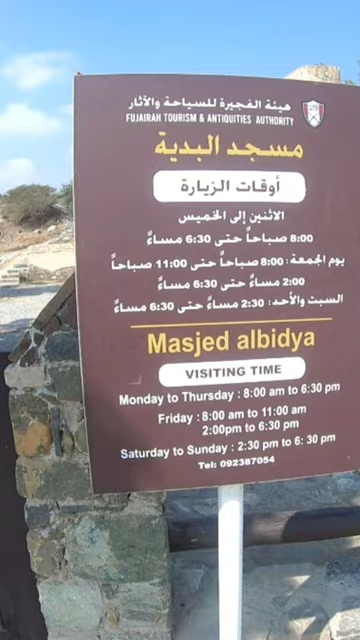 هيئة الفجيرة للسياحة والآثار
FUJAIRAH TOURISM & ANTIQUITIES AUTHORITY
مسجد البدية
أوقات الزيارة
الاثنين إلى الخميس
8:00 صباحاً حتى 6:30 مساءً
يوم الجمعة: 8:00 صباحاً حتى 11:00 صباحاً
2:00 مساءً حتى 6:30 مساءً
السبت والأحد: 2:30 مساءً حتى 6:30 مساءً
Masjed albidya
VISITING TIME
Monday to Thursday : 8:00 am to 6:30 pm
Friday : 8:00 am to 11:00 am
2:00pm to 6:30 pm
Saturday to Sunday : 2:30 pm to 6: 30 pm
Tel: 092387054